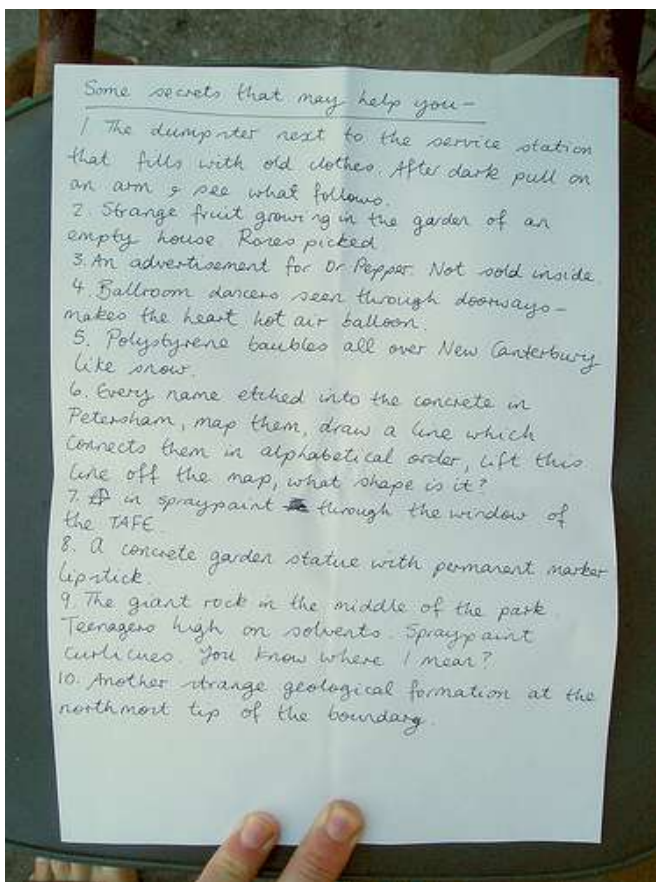 Some secrets that may help you-
1 The dumpster next to the service station
that fills with old clothes. After dark pull on
an arm & see what follows.
2. Strange fruit growing in the garden of an
empty house. Roses picked
3. An advertisement for Dr Pepper. Not sold inside.
4. Ballroom dancers seen through doorways-
makes the heart hot air balloon.
5. Polystyrene baubles all over New Canterbury
like snow.
6. Every name etched into the concrete in
Petersham, map them, draw a line which
connects them in alphabetical order, lift this
line off the map, what shape is it?
7. in spraypaint through the window of
the TAFE.
8. A concrete garden statue with permanent marker
lipstick.
9. The giant rock in the middle of the park.
Teenagers high on solvents. Spraypaint
curlicues. You know where I mean?
10. Another strange geological formation at the
northmost tip of the boundary.